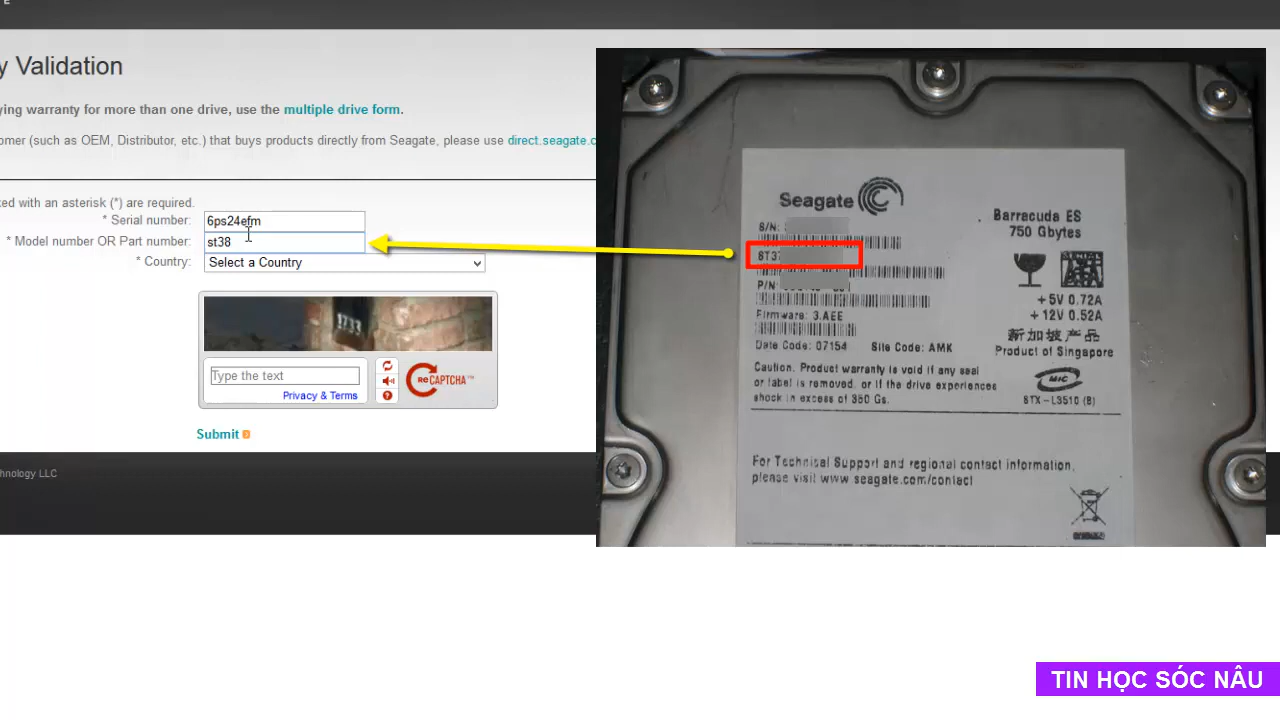 y Validation
ying warranty for more than one drive, use the multiple drive form.
omer (such as OEM, Distributor, etc.) that buys products directly from Seagate, please use direct.seagate.c
ked with an asterisk (*) are required.
* Serial number: 6ps24efm
* Model number OR Part number: st38
* Country: Select a Country
Type the text
Privacy & Terms
ReCAPTCHA™
Submit
hnology LLC
Seagate
S/N:
ST3
P/N:
Firmware: 3.AEE
Date Code: 07154 Site Code: AMK
Barracuda ES
750 Gbytes
+5V 0.72A
+12V 0.52A
新加坡产品
Product of Singapore
MIC
STX-L3510 (B)
Caution. Product warranty is void if any seal
or label is removed, or if the drive experiences
shock in excess of 350 Gs.
For Technical Support and regional contact information,
please visit www.seagate.com/contact
TIN HỌC SÓC NÂU